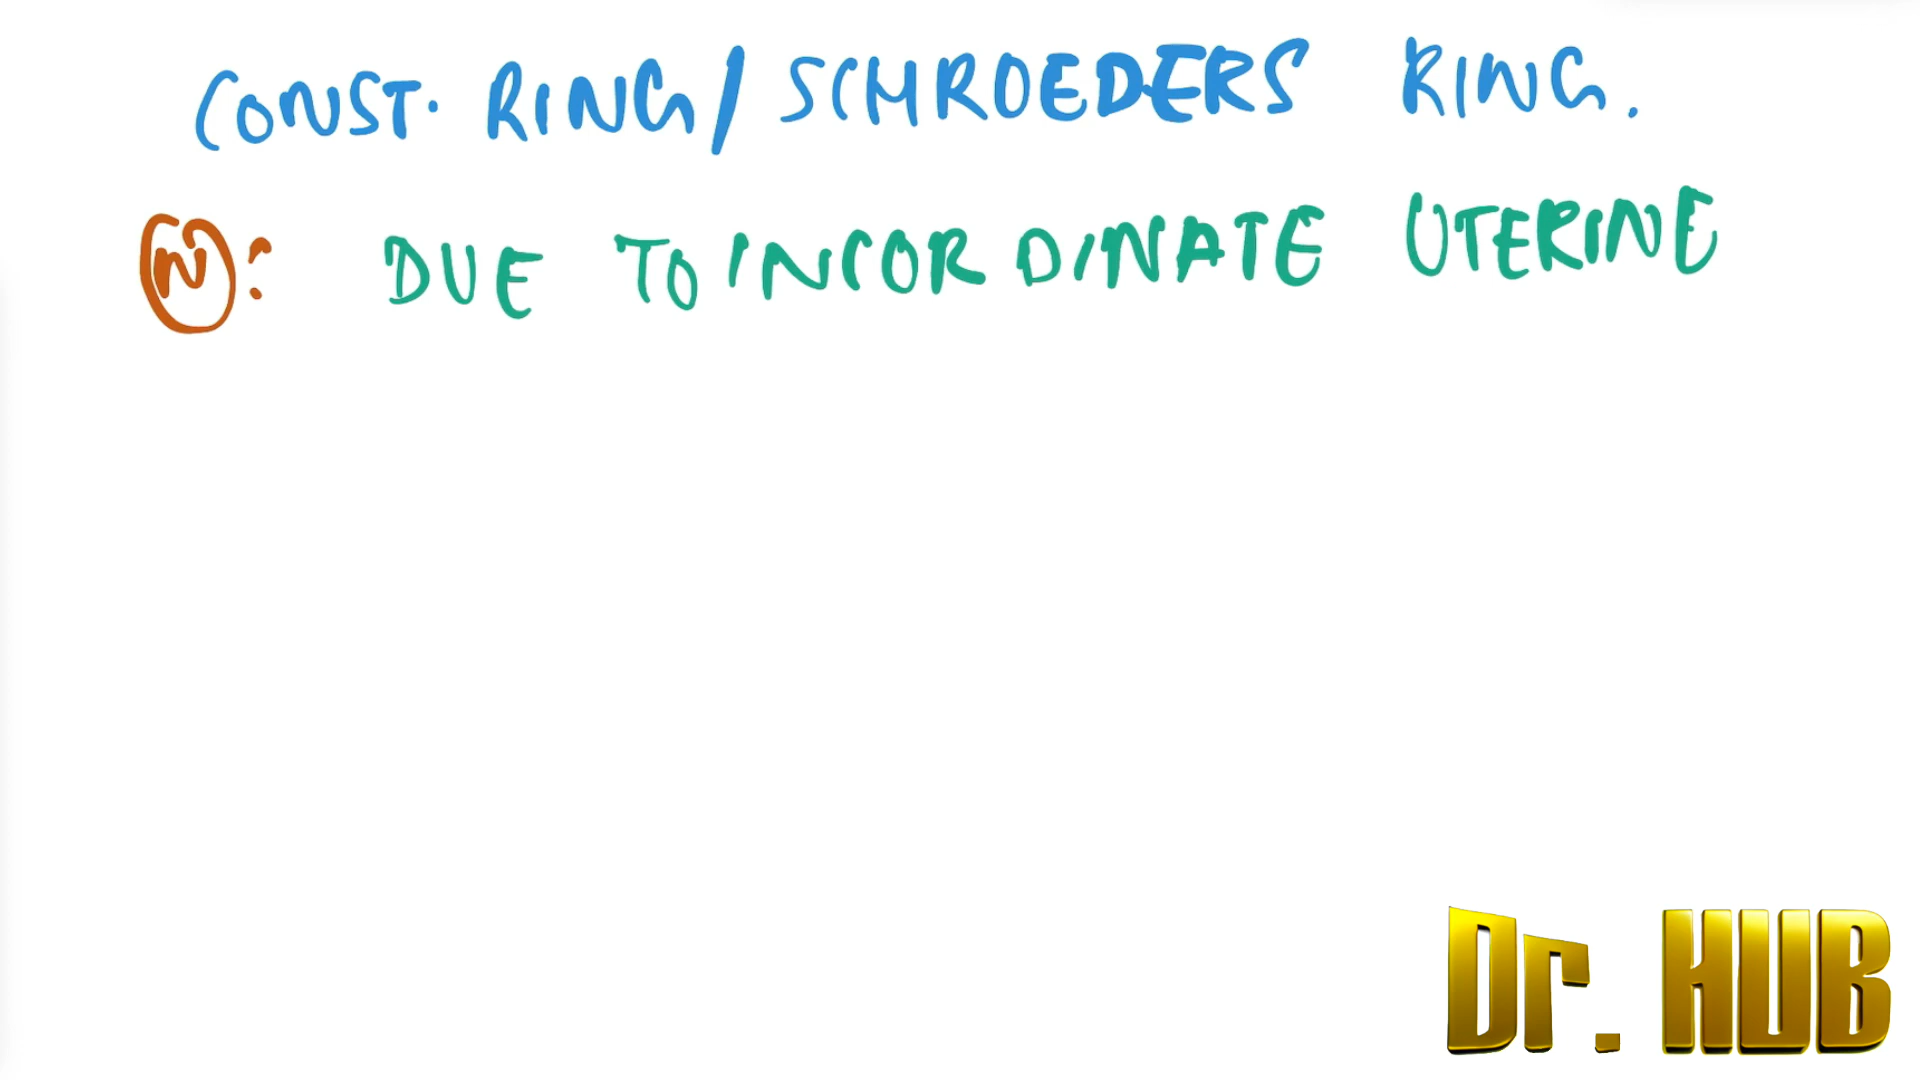 CONST. RING/SCHROEDERS RING.
N: DUE TO INCORDINATE UTERINE
Dr. HUB